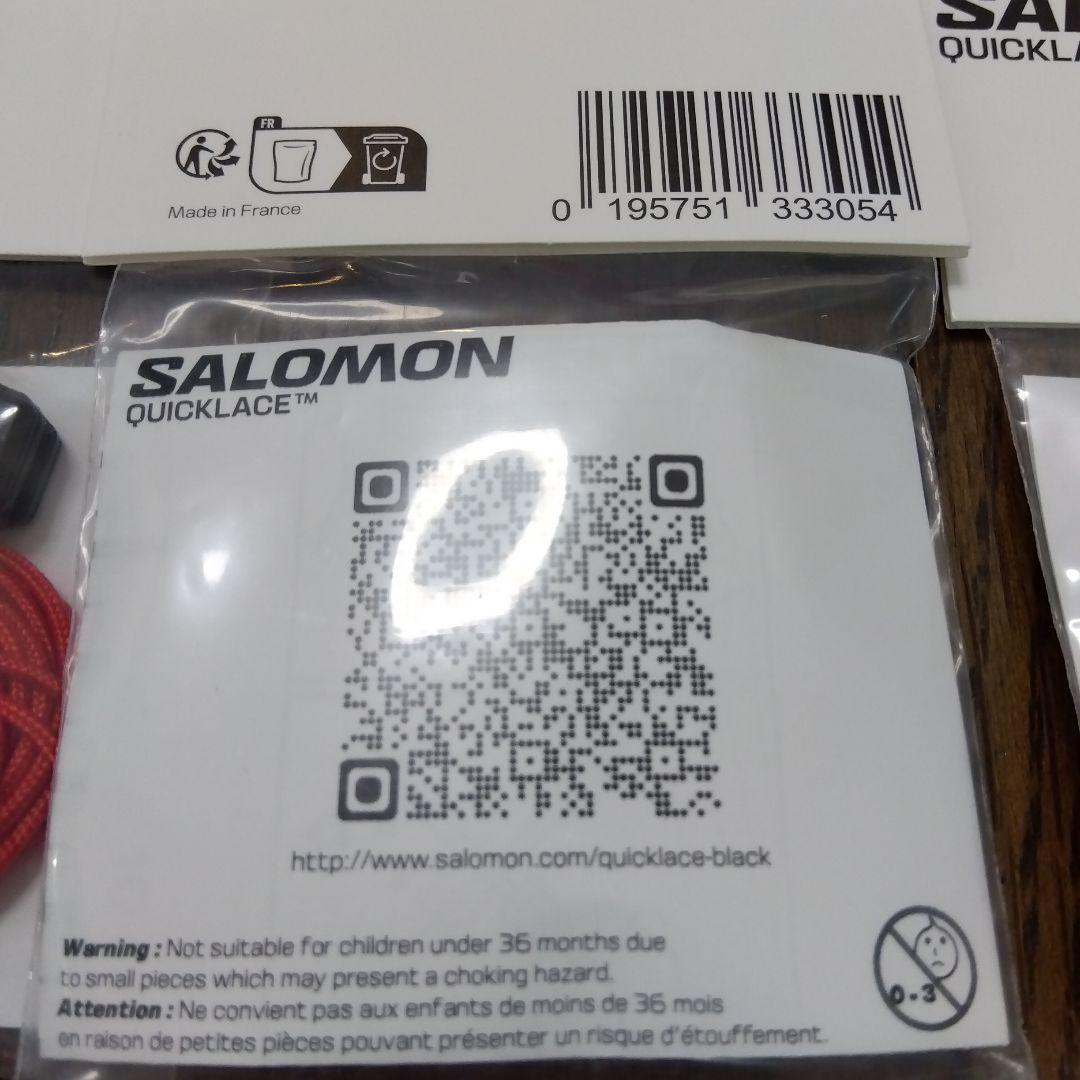 SA
QUICKLA
FR
Made in France
0 195751 333054
SALOMON
QUICKLACE™
http://www.salomon.com/quicklace-black
Warning : Not suitable for children under 36 months due
to small pieces which may present a choking hazard.
Attention : Ne convient pas aux enfants de moins de 36 mois
en raison de petites pièces pouvant présenter un risque d'étouffement.
0-3